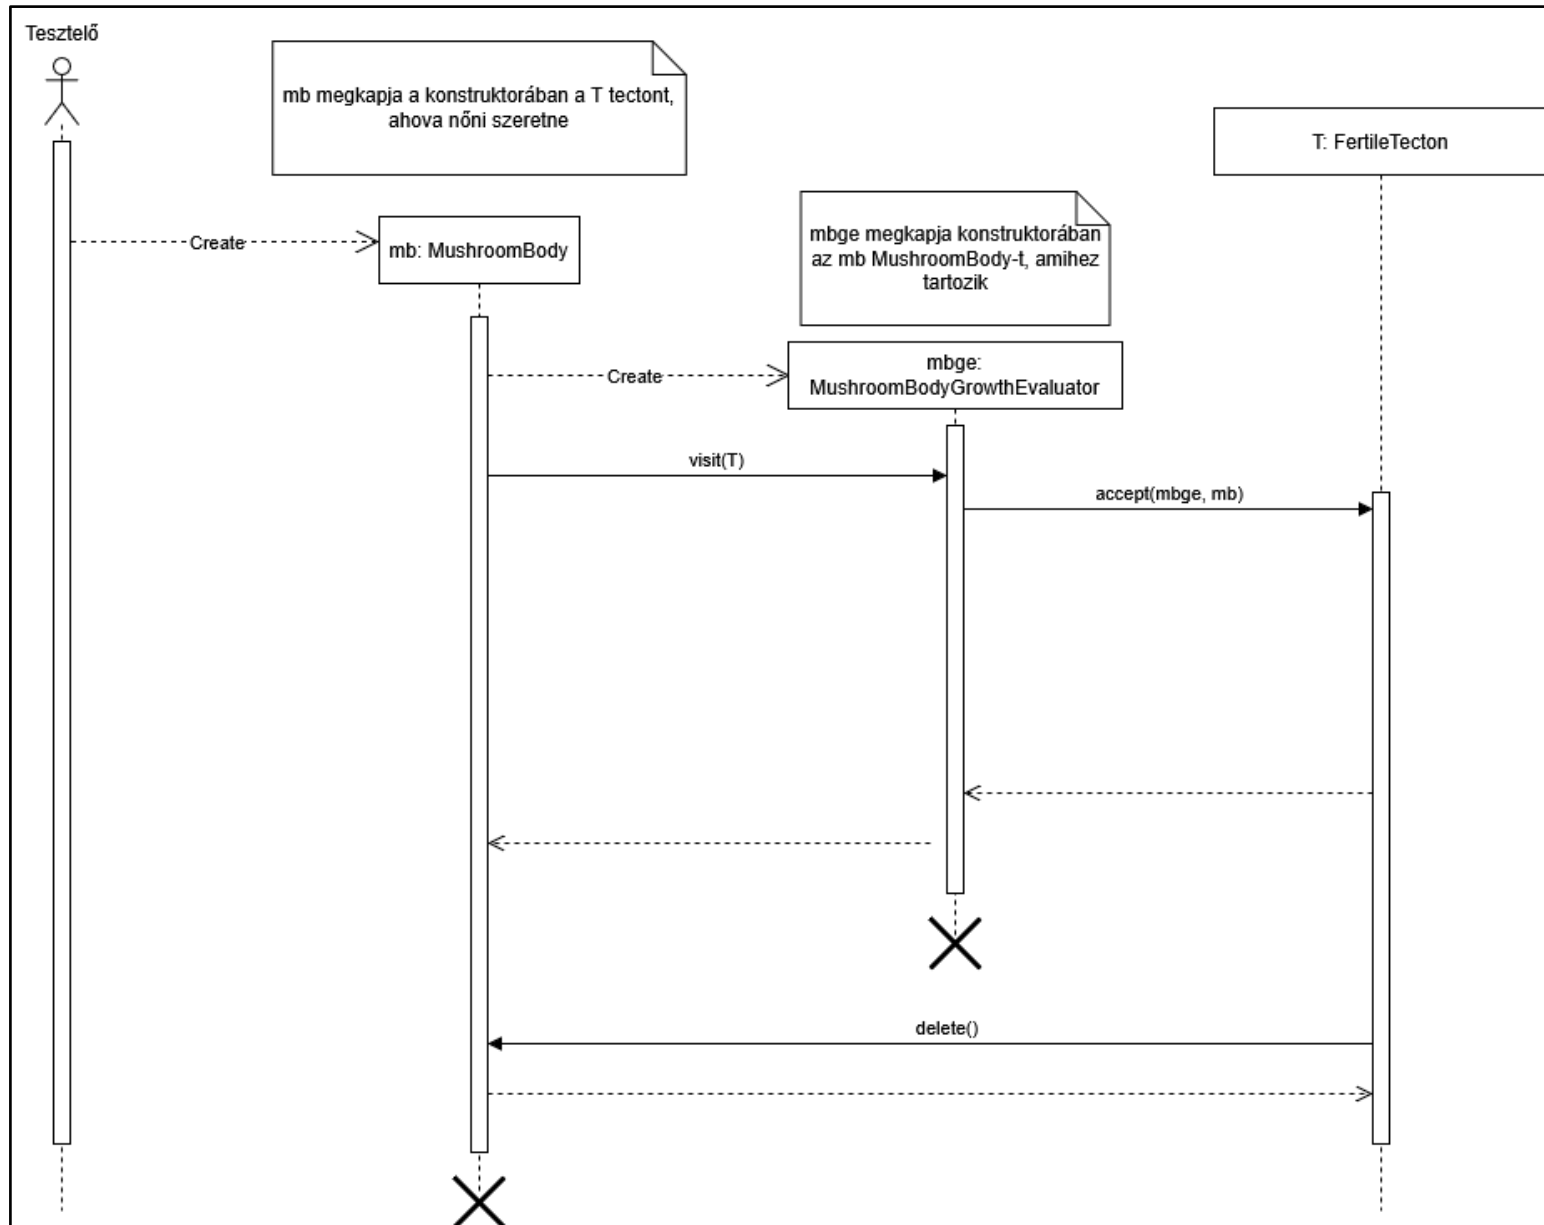 Tesztelő
mb megkapja a konstruktorában a T tectont,
ahova nőni szeretne
T: FertileTecton
mbge megkapja konstruktorában
az mb MushroomBody-t, amihez
tartozik
Create
mb: MushroomBody
mbge:
MushroomBodyGrowthEvaluator
Create
visit(T)
accept(mbge, mb)
delete()